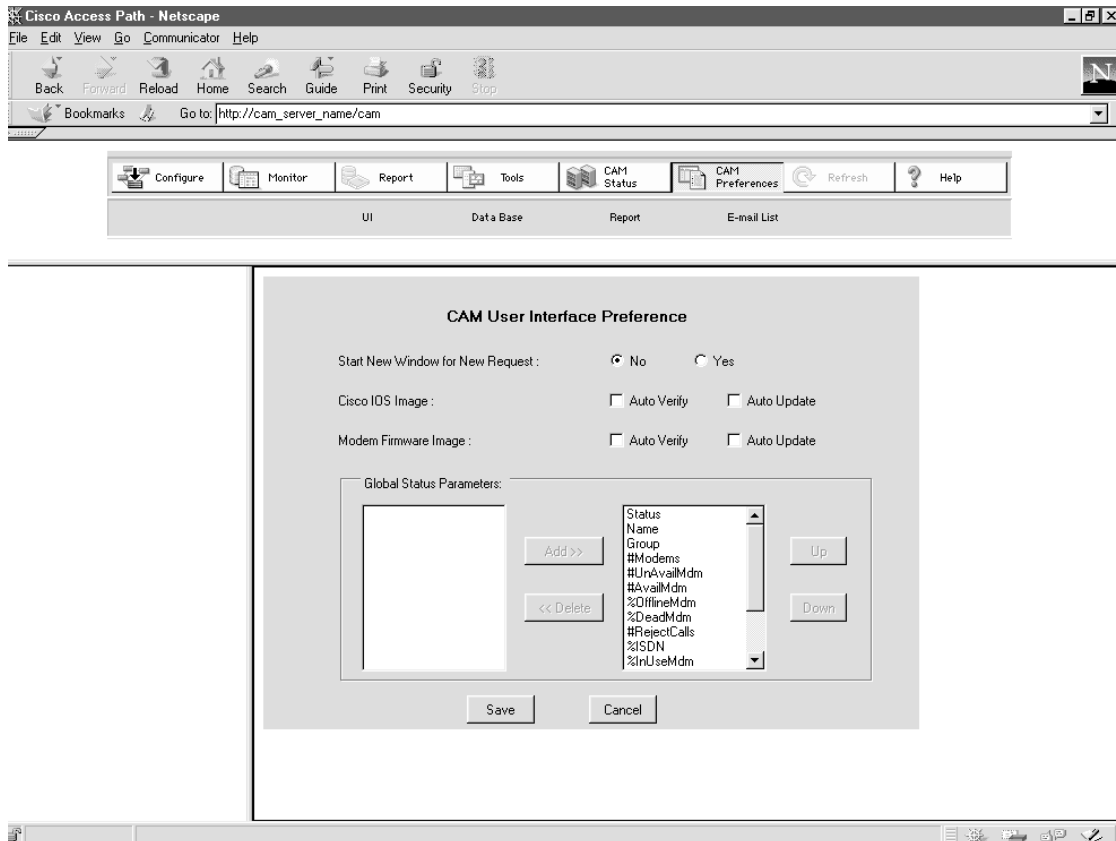 Cisco Access Path - Netscape
File Edit View Go Communicator Help
Back Forward Reload Home Search Guide Print Security Stop
N
Bookmarks Go to: http://cam_server_name/cam
Configure Monitor Report Tools CAM Status CAM Preferences Refresh ? Help
UI Data Base Report E-mail List
CAM User Interface Preference
Start New Window for New Request : No Yes
Cisco IOS Image : Auto Verify Auto Update
Modem Firmware Image : Auto Verify Auto Update
Global Status Parameters:
Status
Name
Group
#Modems
#UnAvailMdm
#AvailMdm
%OfflineMdm
%DeadMdm
#RejectCalls
%ISDN
%InUseMdm
Add >>
<< Delete
Up
Down
Save Cancel